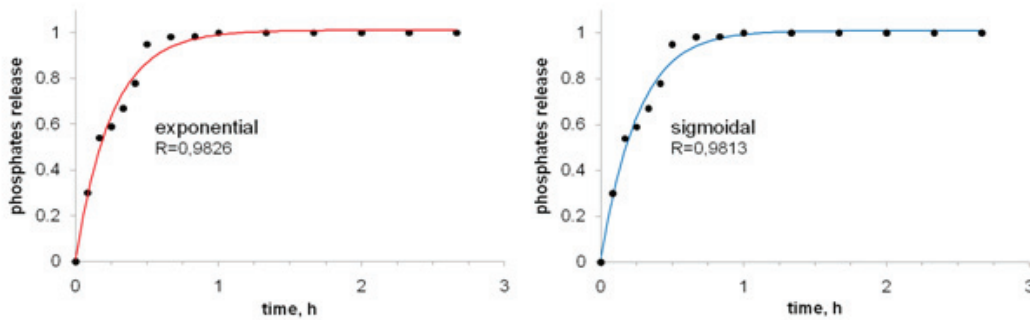 phosphates release
1
0.8
0.6
0.4
0.2
0
exponential
R=0,9826
0
1
2
3
time, h
phosphates release
1
0.8
0.6
0.4
0.2
0
sigmoidal
R=0,9813
0
1
2
3
time, h